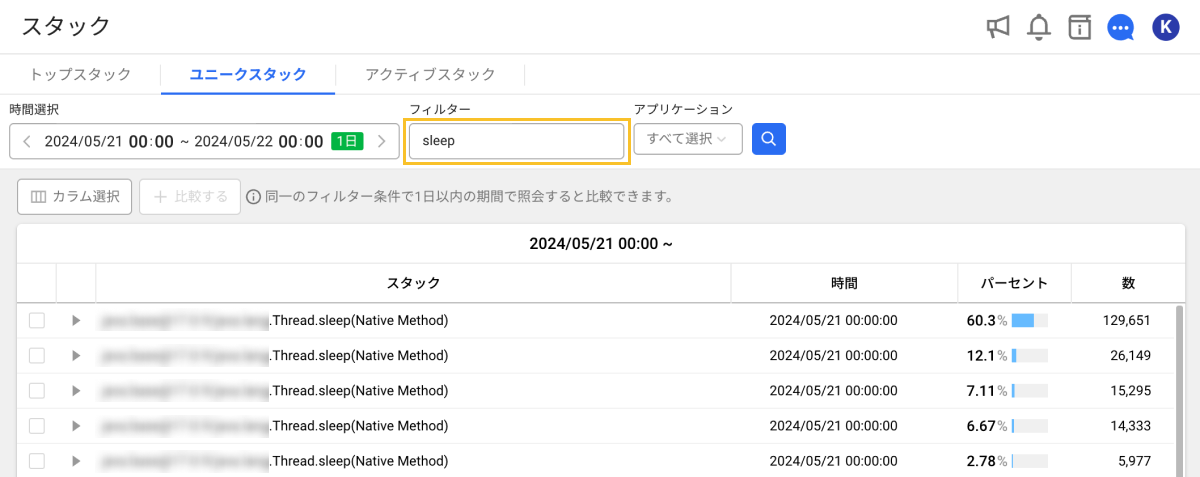 スタック
K
トップスタック ユニークスタック アクティブスタック
時間選択 フィルター アプリケーション
2024/05/21 00:00 ~ 2024/05/22 00:00 1日 sleep すべて選択
カラム選択 比較する 同一のフィルター条件で1日以内の期間で照会すると比較できます。
2024/05/21 00:00 ~
スタック 時間 パーセント 数
.Thread.sleep(Native Method) 2024/05/21 00:00:00 60.3% 129,651
.Thread.sleep(Native Method) 2024/05/21 00:00:00 12.1% 26,149
.Thread.sleep(Native Method) 2024/05/21 00:00:00 7.11% 15,295
.Thread.sleep(Native Method) 2024/05/21 00:00:00 6.67% 14,333
.Thread.sleep(Native Method) 2024/05/21 00:00:00 2.78% 5,977